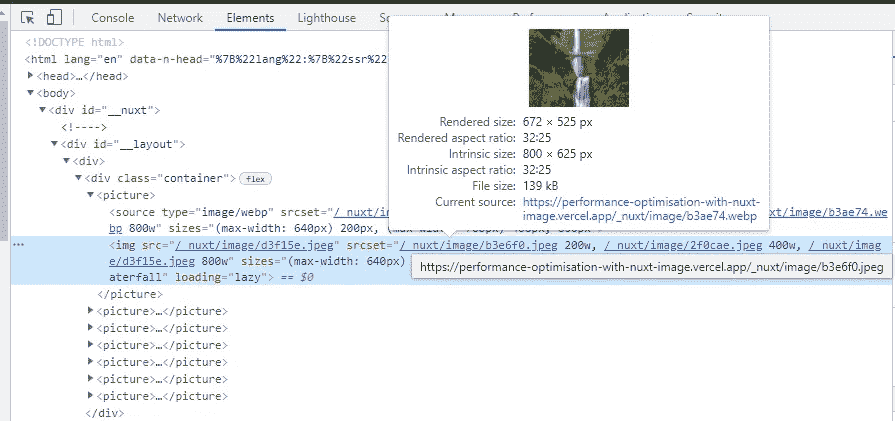 Console Network Elements Lighthouse
<!DOCTYPE html>
<html lang="en" data-n-head="%7B%22lang%22:%7B%22ssr%22
▶<head>…</head>
▼<body>
▼<div id="__nuxt">
<!---->
▼<div id="__layout">
▼<div>
▼<div class="container"> flex
▼<picture>
<source type="image/webp" srcset="/_nuxt/image/b3ae74.we
bp 800w" sizes="(max-width: 640px) 200px,
••• <img src="/_nuxt/image/d3f15e.jpeg" srcset="/_nuxt/image/b3e6f0.jpeg 200w, /_nuxt/image/2f0cae.jpeg 400w, /_nuxt/imag
e/d3f15e.jpeg 800w" sizes="(max-width: 640px)
aterfall" loading="lazy"> == $0
</picture>
▶<picture>…</picture>
▶<picture>…</picture>
▶<picture>…</picture>
▶<picture>…</picture>
▶<picture>…</picture>
▶<picture>…</picture>
</div>
Rendered size: 672 × 525 px
Rendered aspect ratio: 32:25
Intrinsic size: 800 × 625 px
Intrinsic aspect ratio: 32:25
File size: 139 kB
Current source: https://performance-optimisation-with-nuxt-
image.vercel.app/_nuxt/image/b3ae74.webp
https://performance-optimisation-with-nuxt-image.vercel.app/_nuxt/image/b3e6f0.jpeg